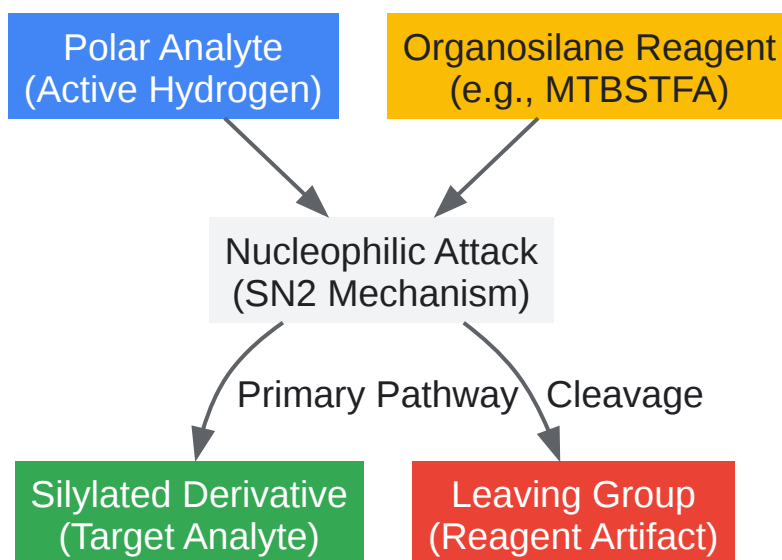 Polar Analyte
(Active Hydrogen)
Organosilane Reagent
(e.g., MTBSTFA)
Nucleophilic Attack
(SN2 Mechanism)
Primary Pathway
Cleavage
Silylated Derivative
(Target Analyte)
Leaving Group
(Reagent Artifact)